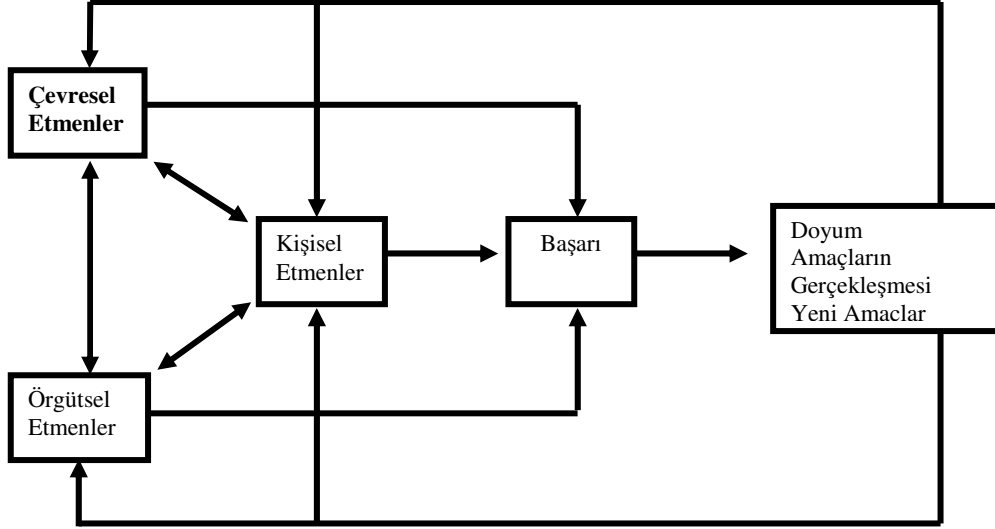 Çevresel
Etmenler
Kişisel
Etmenler
Başarı
Doyum
Amaçların
Gerçekleşmesi
Yeni Amaclar
Örgütsel
Etmenler